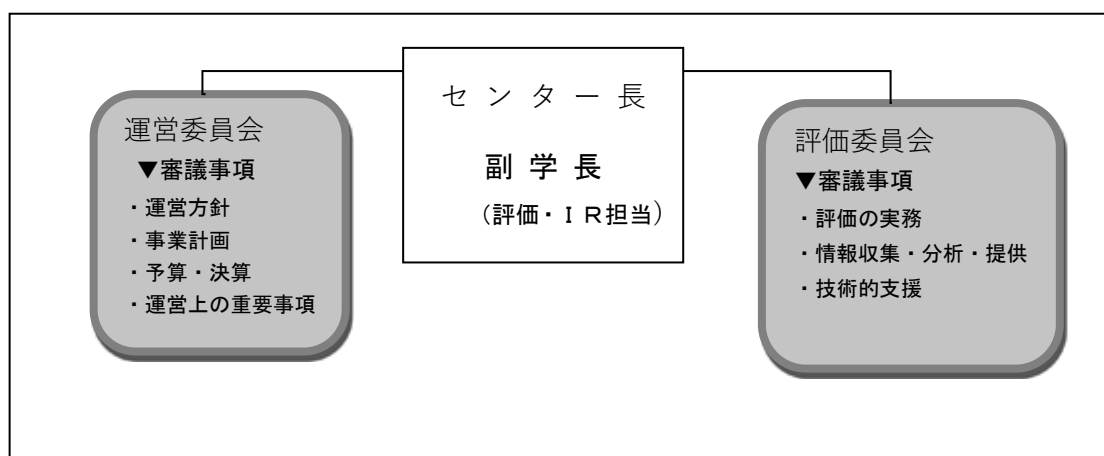 運営委員会
▼審議事項
・運営方針
・事業計画
・予算・決算
・運営上の重要事項
センター長
副学長
(評価・ＩＲ担当)
評価委員会
▼審議事項
・評価の実務
・情報収集・分析・提供
・技術的支援